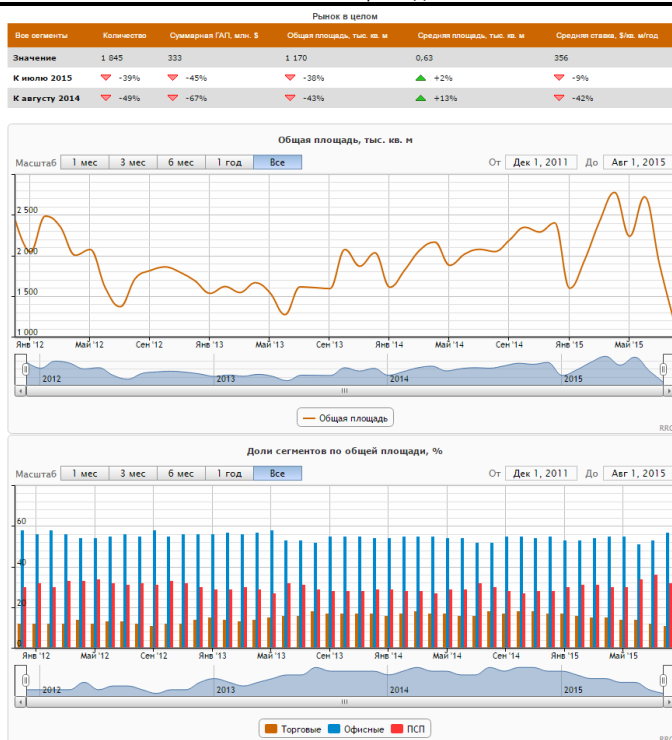 Рынок в целом
Все сегменты Количество Суммарная ГАП, млн. $ Общая площадь, тыс. кв. м Средняя площадь, тыс. кв. м Средняя ставка, $/кв. м/год
Значение 1 845 333 1 170 0,63 356
К июлю 2015 -39% -45% -38% +2% -9%
К августу 2014 -49% -67% -43% +13% -42%
Общая площадь, тыс. кв. м
Масштаб 1 мес 3 мес 6 мес 1 год Все От Дек 1, 2011 До Авг 1, 2015
2 500
2 000
1 500
1 000
Янв '12 Май '12 Сен '12 Янв '13 Май '13 Сен '13 Янв '14 Май '14 Сен '14 Янв '15 Май '15
2012 2013 2014 2015
Общая площадь
RRG
Доли сегментов по общей площади, %
Масштаб 1 мес 3 мес 6 мес 1 год Все От Дек 1, 2011 До Авг 1, 2015
60
40
20
0
Янв '12 Май '12 Сен '12 Янв '13 Май '13 Сен '13 Янв '14 Май '14 Сен '14 Янв '15 Май '15
2012 2013 2014 2015
Торговые Офисные ПСП
RRG